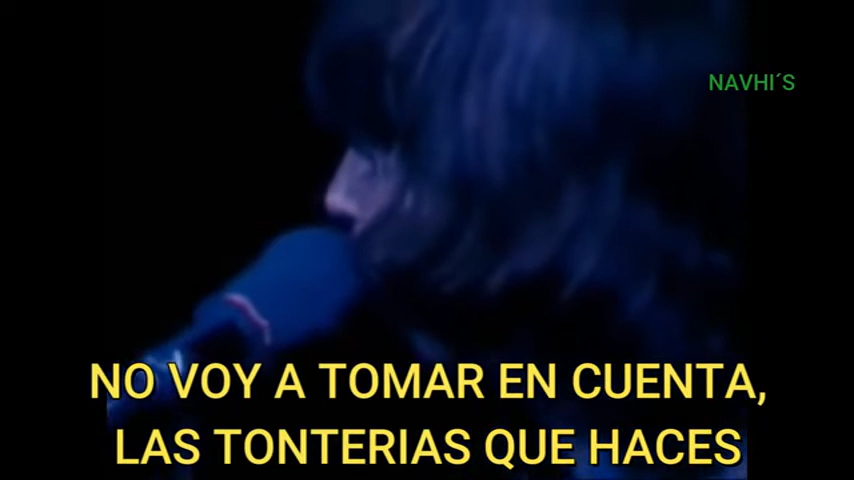 NAVHI´S
NO VOY A TOMAR EN CUENTA,
LAS TONTERIAS QUE HACES